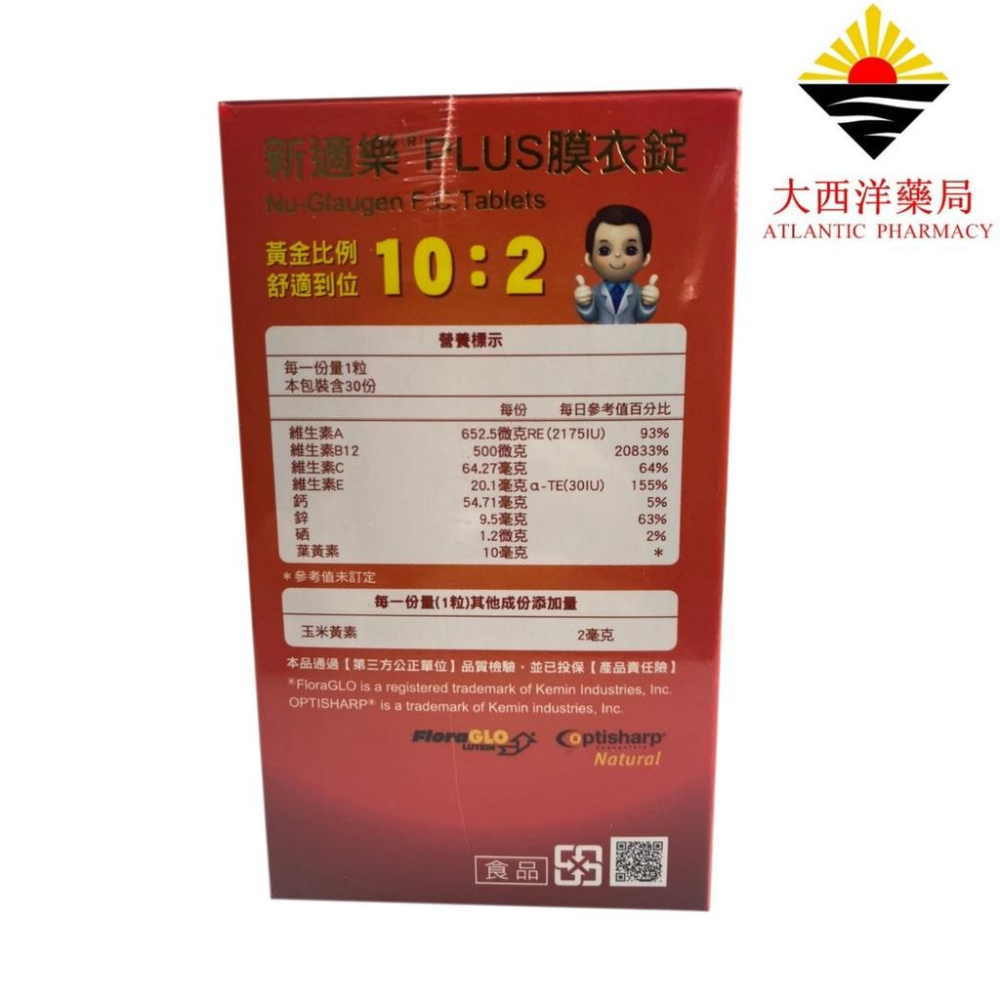 大西洋藥局
ATLANTIC PHARMACY
新適樂®PLUS膜衣錠
Nu-Glaugen F.C.Tablets
黃金比例
舒適到位
10:2
營養標示
每一份量1粒
本包裝含30份
每份 每日參考值百分比
維生素A 652.5微克RE(2175IU) 93%
維生素B12 500微克 20833%
維生素C 64.27毫克 64%
維生素E 20.1毫克α-TE(30IU) 155%
鈣 54.71毫克 5%
鋅 9.5毫克 63%
硒 1.2微克 2%
葉黃素 10毫克 *
*參考值未訂定
每一份量(1粒)其他成份添加量
玉米黃素 2毫克
本品通過【第三方公正單位】品質檢驗,並已投保【產品責任險】
®FloraGLO is a registered trademark of Kemin Industries, Inc.
OPTISHARP® is a trademark of Kemin industries, Inc.
FloraGLO
LUTEIN
Optisharp®
Natural
食品